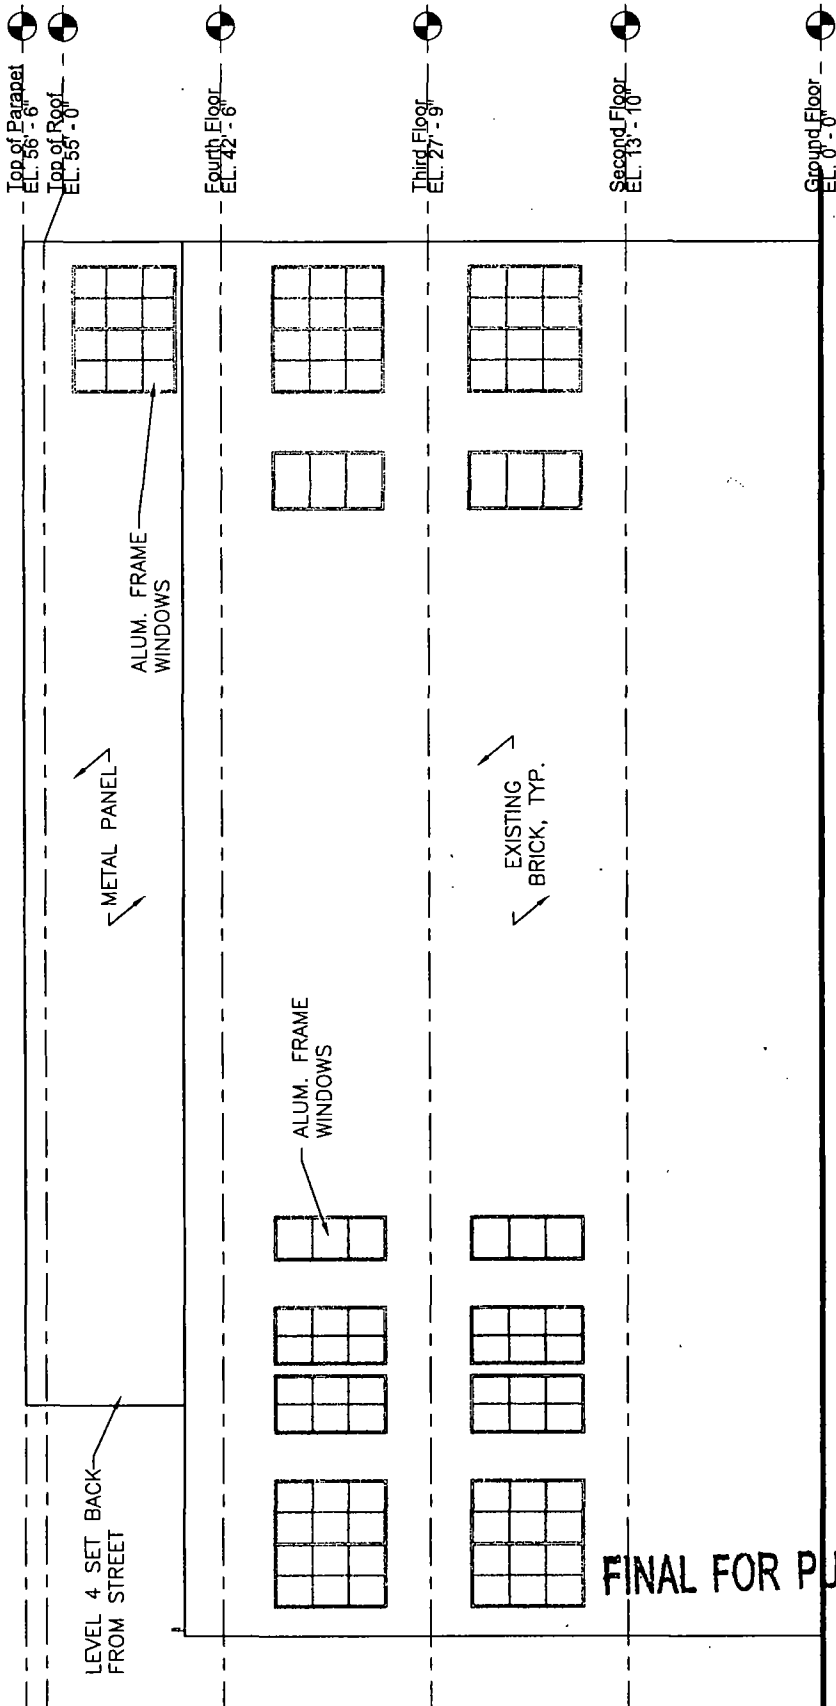 Top of Parapet
EL. 56' - 6"
Top of Roof
EL. 55' - 0"
Fourth Floor
EL. 42' - 6"
Third Floor
EL. 27' - 9"
Second Floor
EL. 13' - 10"
Ground Floor
EL. 0' - 0"
ALUM. FRAME
WINDOWS
METAL PANEL
EXISTING
BRICK, TYP.
ALUM. FRAME
WINDOWS
LEVEL 4 SET BACK
FROM STREET
FINAL FOR PU